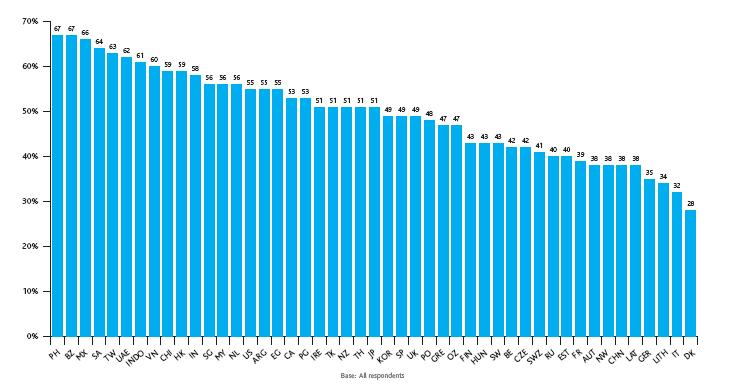 70%
60%
50%
40%
30%
20%
10%
0%
67 67 66 64 63 62 61 60 59 59 58 56 56 56 55 55 55 53 53 51 51 51 51 51 49 49 49 48 47 47 43 43 43 42 42 41 40 40 39 38 38 38 38 35 34 32 28
PH BZ MX SA TW UAE INDO VN CHI HK IN SG MY NL US ARG EG CA PG IRE TK NZ TH JP KOR SP UK PO GRE OZ FIN HUN SW BE CZE SWZ RU EST FR AUT NW CHN LAT GER LITH IT DK
Base: All respondents